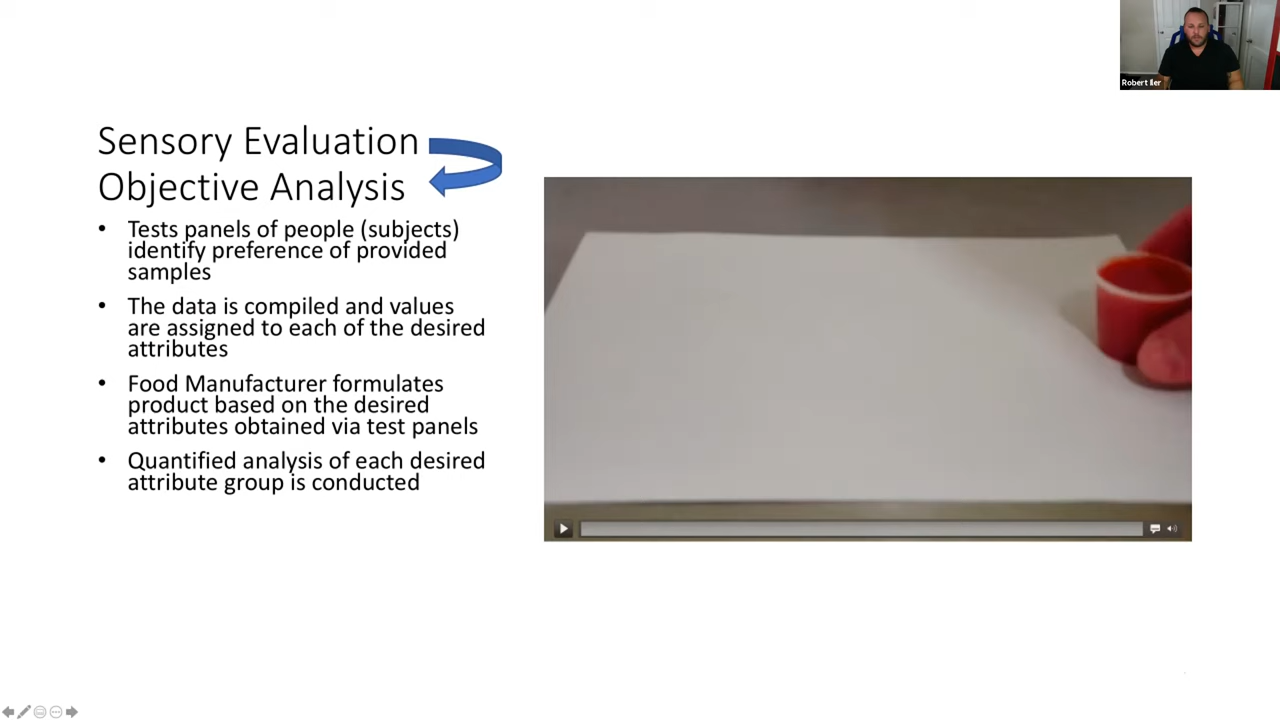 Robert Iler
Sensory Evaluation
Objective Analysis
• Tests panels of people (subjects)
identify preference of provided
samples
• The data is compiled and values
are assigned to each of the desired
attributes
• Food Manufacturer formulates
product based on the desired
attributes obtained via test panels
• Quantified analysis of each desired
attribute group is conducted